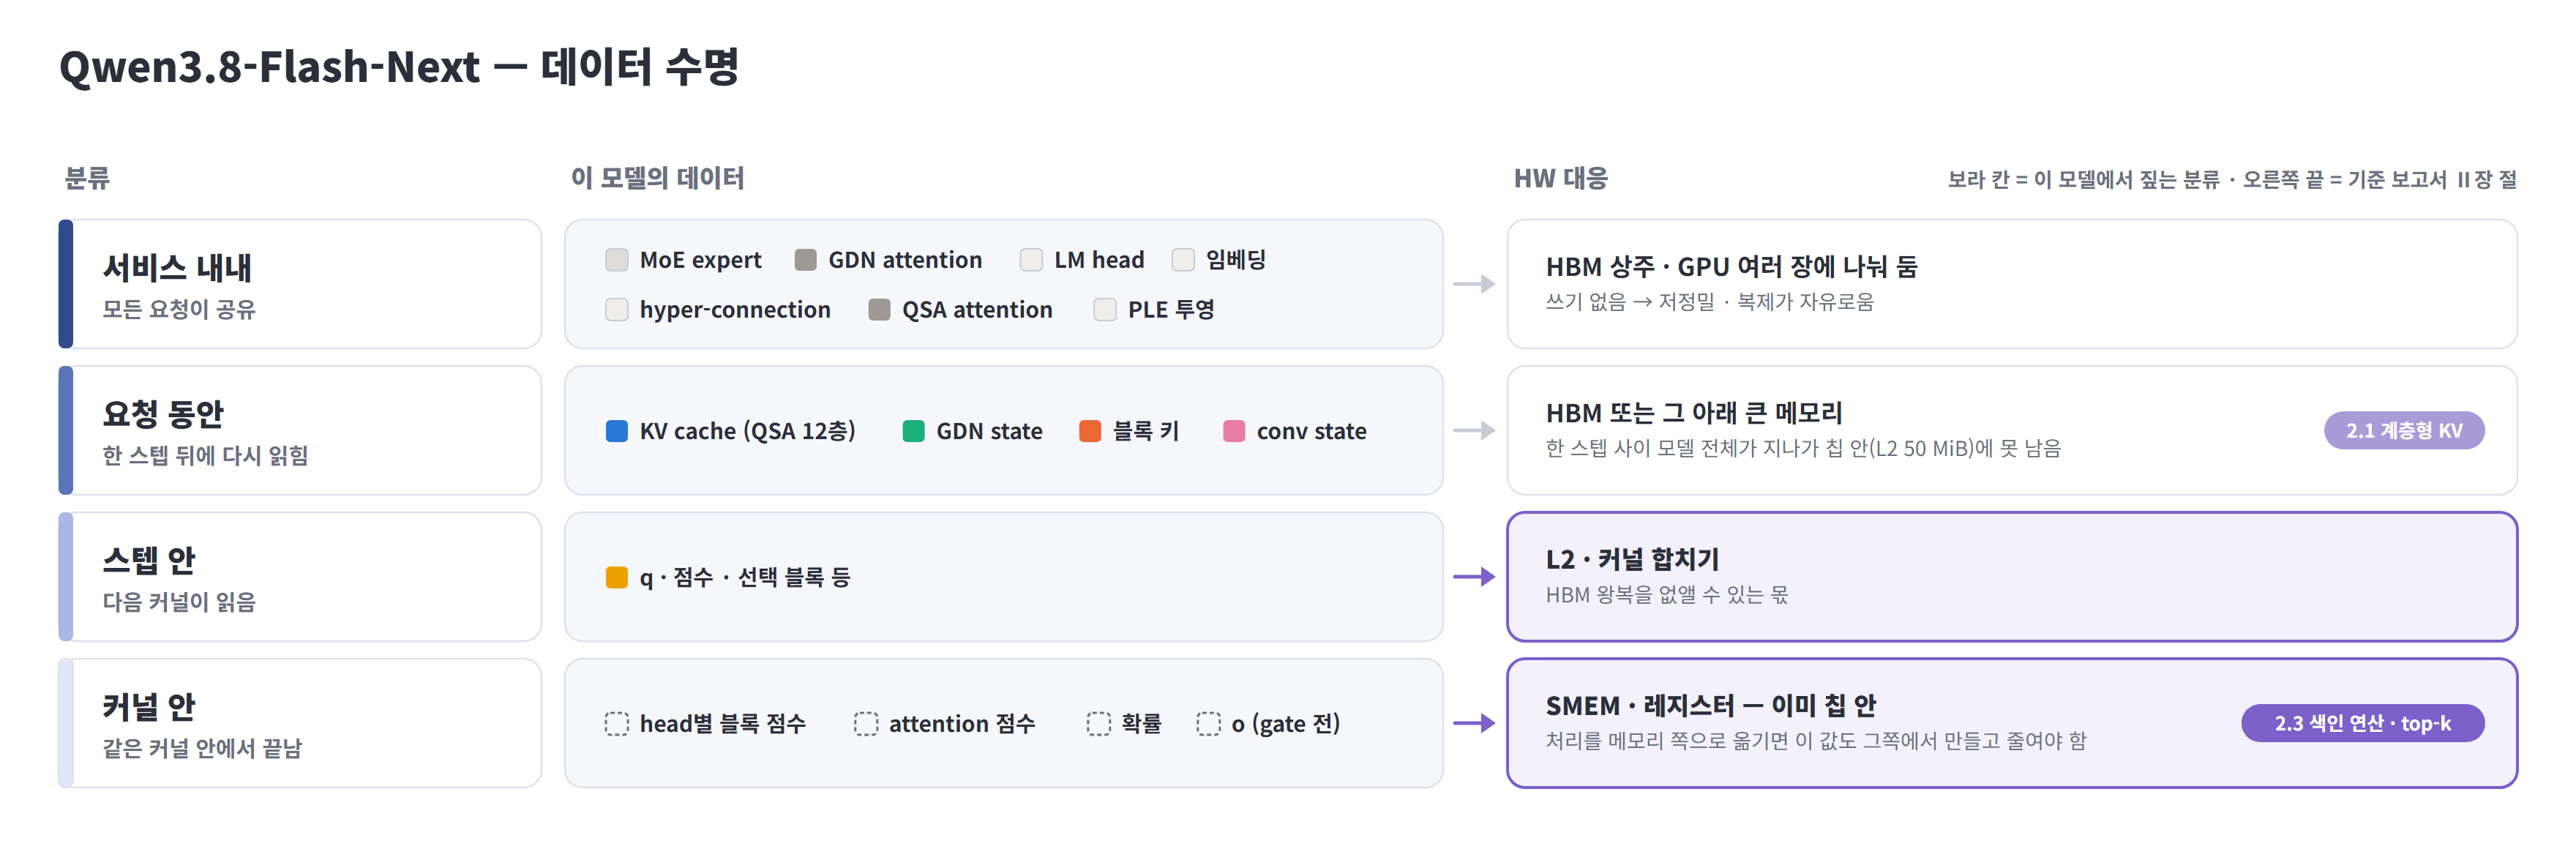 Qwen3.8-Flash-Next — 데이터 수명
분류
이 모델의 데이터
HW 대응
보라 칸 = 이 모델에서 짚는 분류 · 오른쪽 끝 = 기준 보고서 II장 절
서비스 내내
모든 요청이 공유
MoE expert
GDN attention
LM head
임베딩
hyper-connection
QSA attention
PLE 투영
HBM 상주 · GPU 여러 장에 나눠 둠
쓰기 없음 → 저정밀 · 복제가 자유로움
요청 동안
한 스텝 뒤에 다시 읽힘
KV cache (QSA 12층)
GDN state
블록 키
conv state
HBM 또는 그 아래 큰 메모리
한 스텝 사이 모델 전체가 지나가 칩 안(L2 50 MiB)에 못 남음
2.1 계층형 KV
스텝 안
다음 커널이 읽음
q · 점수 · 선택 블록 등
L2 · 커널 합치기
HBM 왕복을 없앨 수 있는 몫
커널 안
같은 커널 안에서 끝남
head별 블록 점수
attention 점수
확률
o (gate 전)
SMEM · 레지스터 — 이미 칩 안
처리를 메모리 쪽으로 옮기면 이 값도 그쪽에서 만들고 줄여야 함
2.3 색인 연산 · top-k